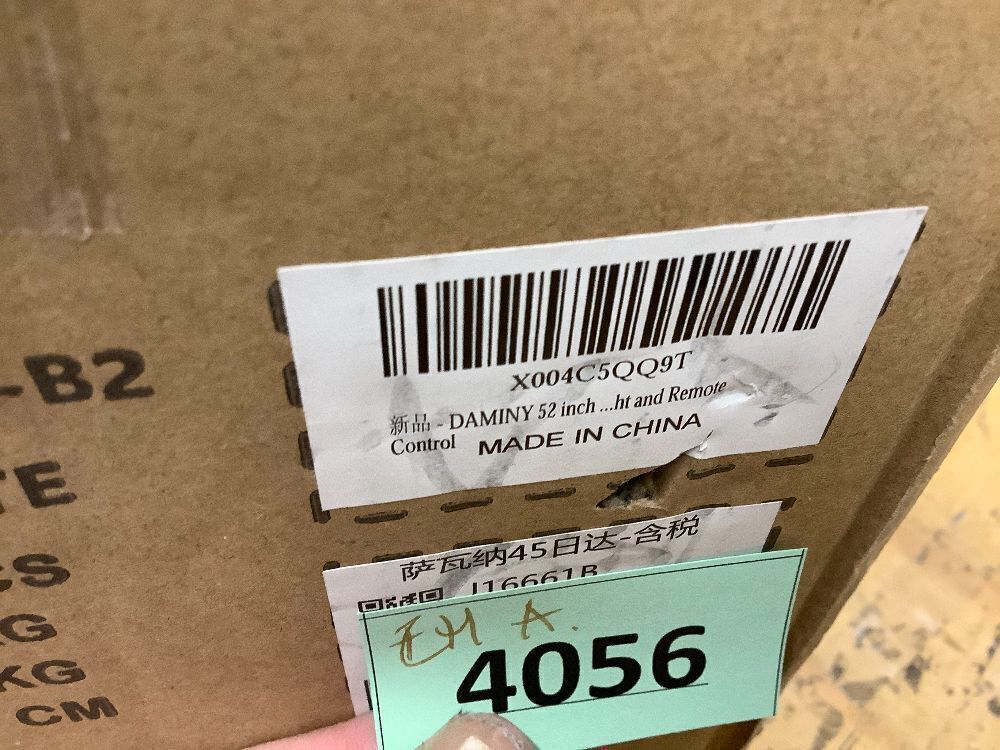 X004C5QQ9T
新品 - DAMINY 52 inch ...ht and Remote
Control MADE IN CHINA
-B2
TE
CS
KG
CM
萨瓦纳45日达-含税
J16661B
EH A.
4056